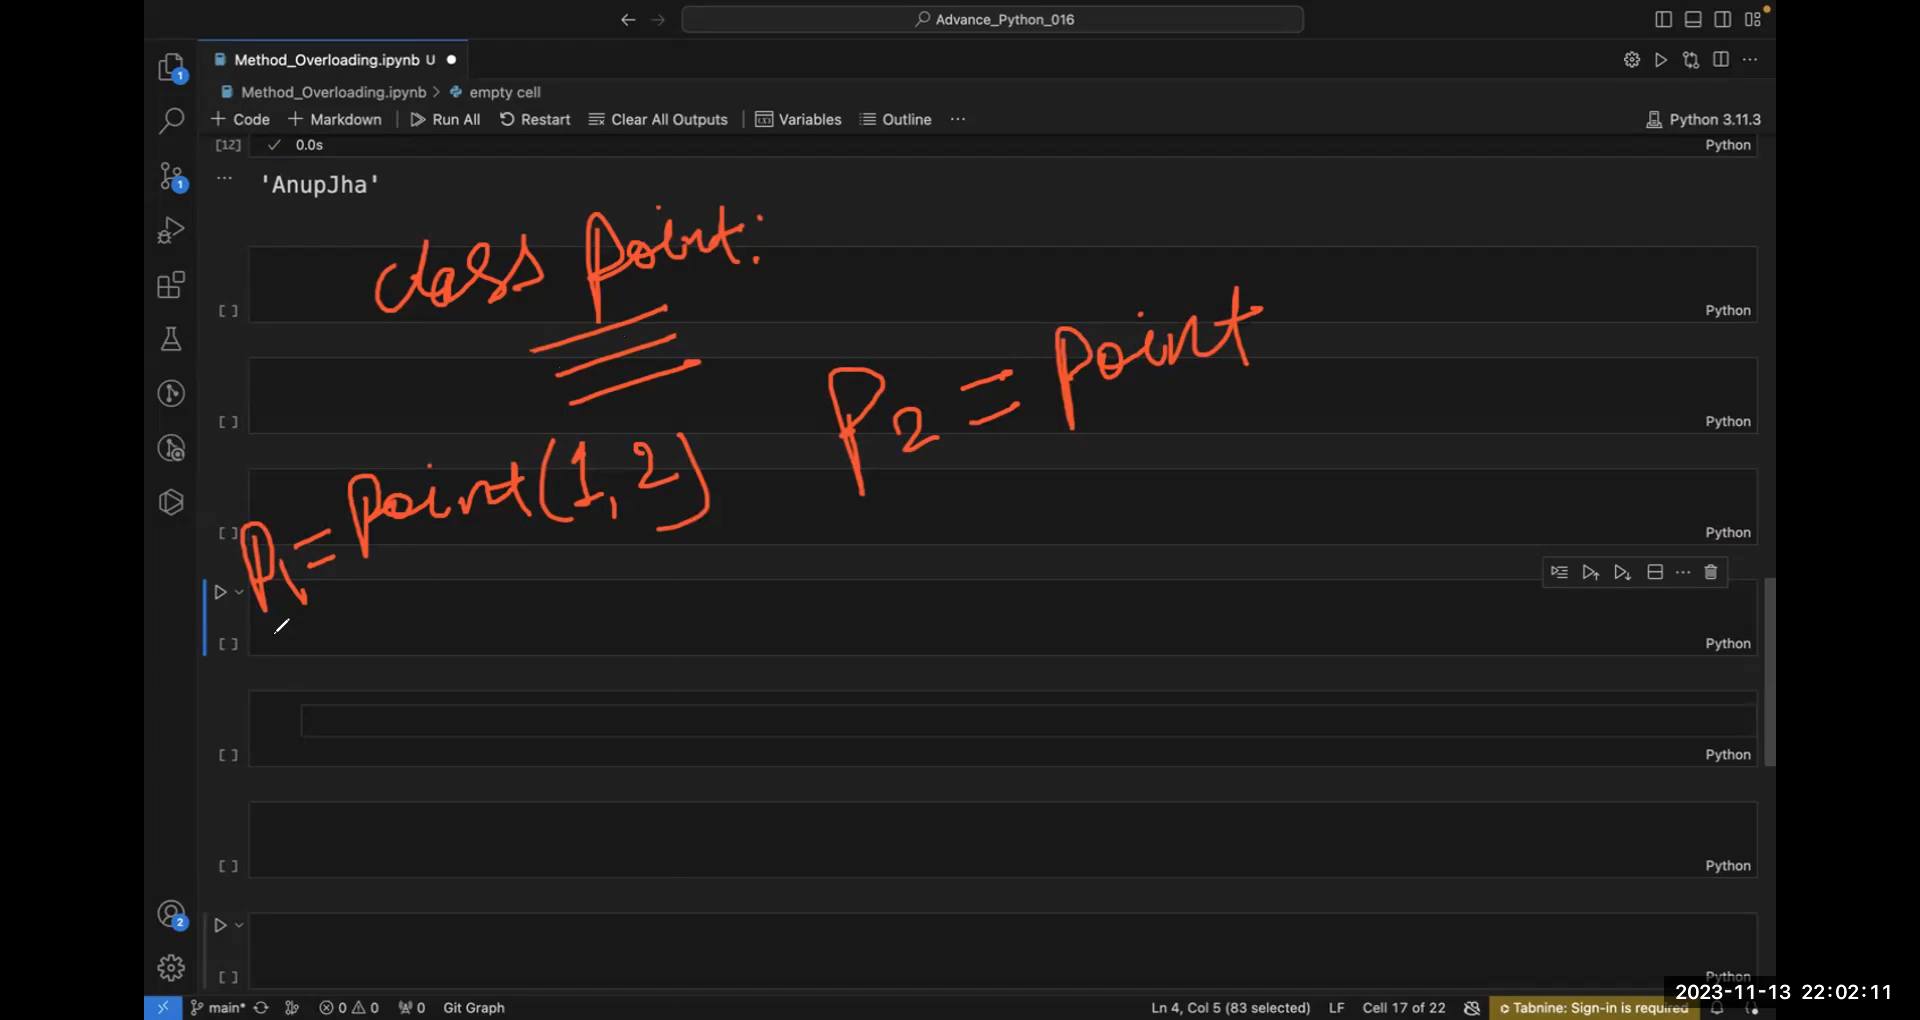 Advance_Python_016
Method_Overloading.ipynb U
Method_Overloading.ipynb > empty cell
Code Markdown Run All Restart Clear All Outputs Variables Outline ... Python 3.11.3
[12] 0.0s Python
... 'AnupJha'
class Point:
[ ] Python
P2 = Point
[ ] Python
P1 = Point(1,2)
[ ] Python
[ ] Python
[ ] Python
[ ] Python
[ ] Python
1
1
2
2023-11-13 22:02:11
main* 0 0 0 Git Graph Ln 4, Col 5 (83 selected) LF Cell 17 of 22 Tabnine: Sign-in is required